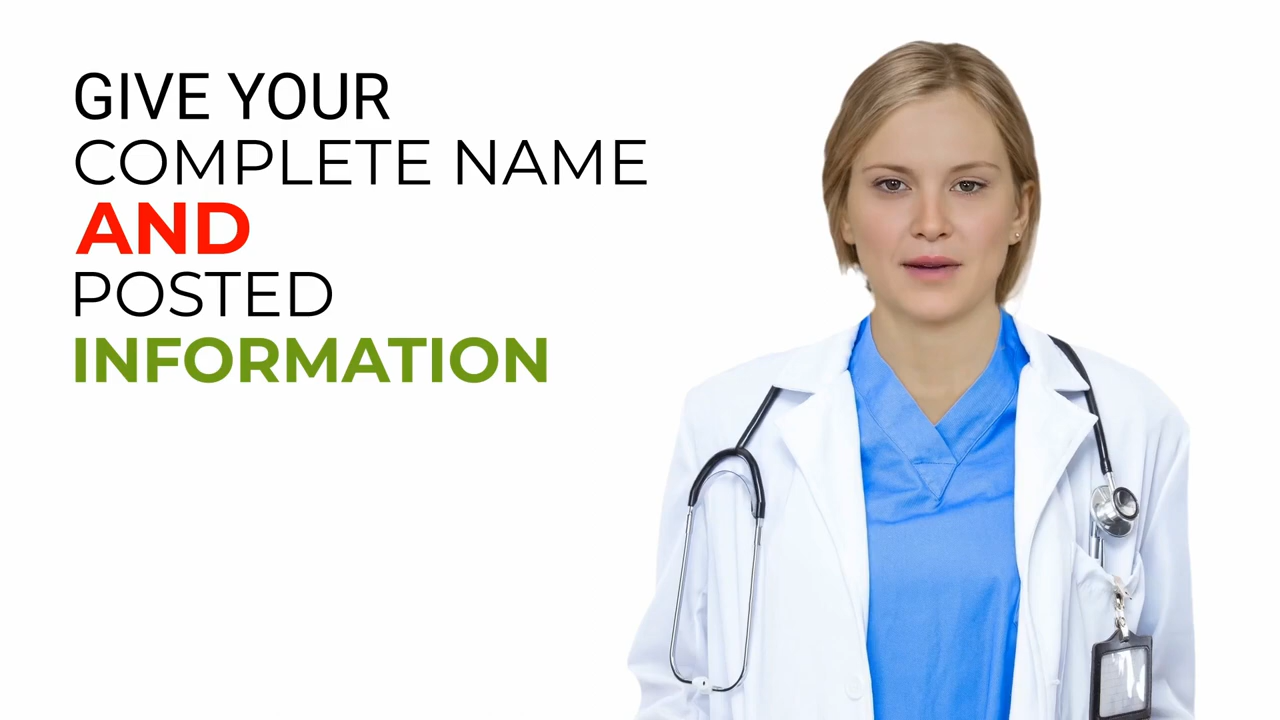 GIVE YOUR
COMPLETE NAME
AND
POSTED
INFORMATION